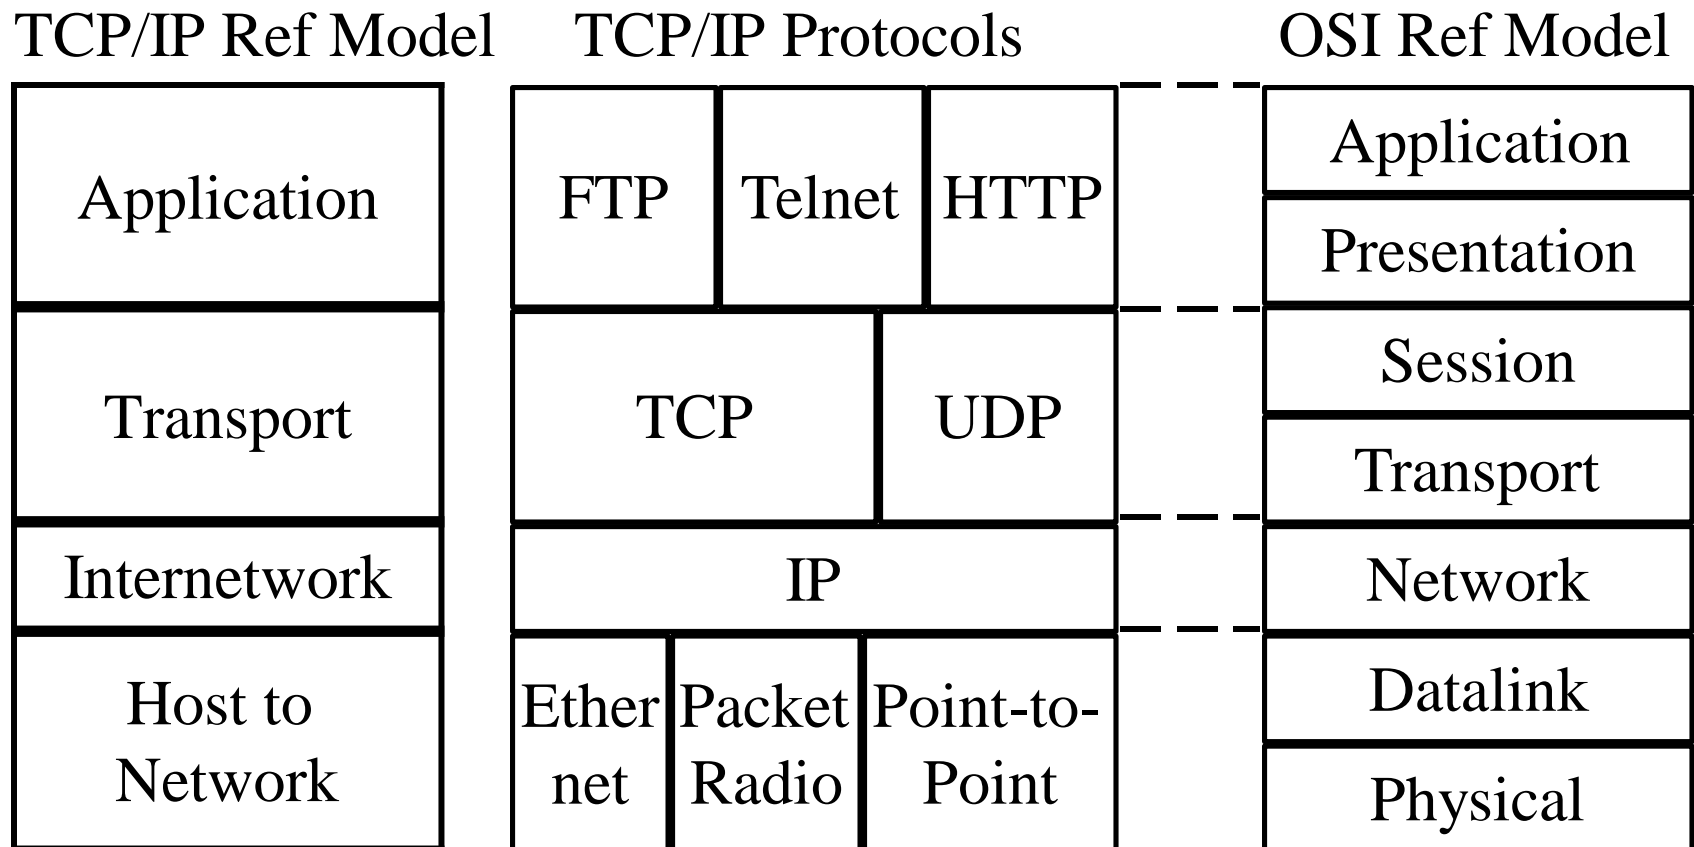 TCP/IP Ref Model
TCP/IP Protocols
OSI Ref Model
Application
Transport
Internetwork
Host to
Network
FTP
Telnet
HTTP
TCP
UDP
IP
Ether
net
Packet
Radio
Point-to-
Point
Application
Presentation
Session
Transport
Network
Datalink
Physical